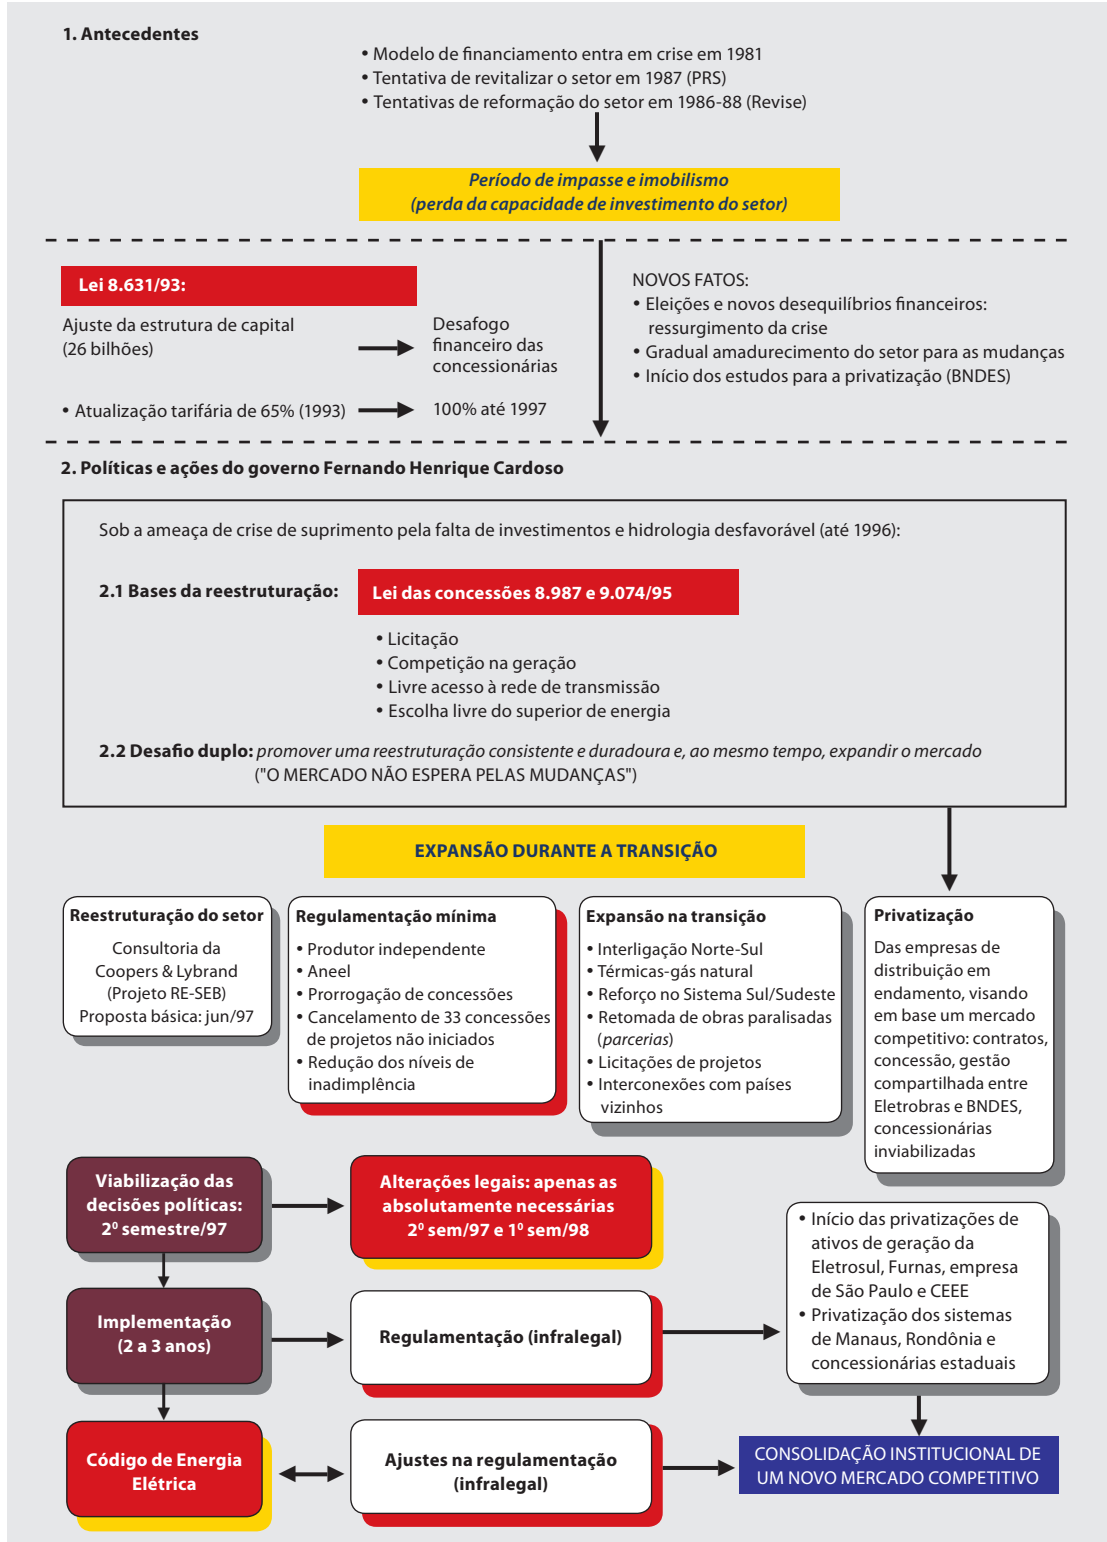 1. Antecedentes
• Modelo de financiamento entra em crise em 1981
• Tentativa de revitalizar o setor em 1987 (PRS)
• Tentativas de reformação do setor em 1986-88 (Revise)
Período de impasse e imobilismo
(perda da capacidade de investimento do setor)
Lei 8.631/93:
Ajuste da estrutura de capital
(26 bilhões)
Desafogo
financeiro das
concessionárias
• Atualização tarifária de 65% (1993)
100% até 1997
NOVOS FATOS:
• Eleições e novos desequilíbrios financeiros:
ressurgimento da crise
• Gradual amadurecimento do setor para as mudanças
• Início dos estudos para a privatização (BNDES)
2. Políticas e ações do governo Fernando Henrique Cardoso
Sob a ameaça de crise de suprimento pela falta de investimentos e hidrologia desfavorável (até 1996):
2.1 Bases da reestruturação:
Lei das concessões 8.987 e 9.074/95
• Licitação
• Competição na geração
• Livre acesso à rede de transmissão
• Escolha livre do superior de energia
2.2 Desafio duplo: promover uma reestruturação consistente e duradoura e, ao mesmo tempo, expandir o mercado
("O MERCADO NÃO ESPERA PELAS MUDANÇAS")
EXPANSÃO DURANTE A TRANSIÇÃO
Reestruturação do setor
Consultoria da
Coopers & Lybrand
(Projeto RE-SEB)
Proposta básica: jun/97
Regulamentação mínima
• Produtor independente
• Aneel
• Prorrogação de concessões
• Cancelamento de 33 concessões
de projetos não iniciados
• Redução dos níveis de
inadimplência
Expansão na transição
• Interligação Norte-Sul
• Térmicas-gás natural
• Reforço no Sistema Sul/Sudeste
• Retomada de obras paralisadas
(parcerias)
• Licitações de projetos
• Interconexões com países
vizinhos
Privatização
Das empresas de
distribuição em
endamento, visando
em base um mercado
competitivo: contratos,
concessão, gestão
compartilhada entre
Eletrobras e BNDES,
concessionárias
inviabilizadas
Viabilização das
decisões políticas:
2º semestre/97
Alterações legais: apenas as
absolutamente necessárias
2º sem/97 e 1º sem/98
• Início das privatizações de
ativos de geração da
Eletrosul, Furnas, empresa
de São Paulo e CEEE
• Privatização dos sistemas
de Manaus, Rondônia e
concessionárias estaduais
Implementação
(2 a 3 anos)
Regulamentação (infralegal)
Código de Energia
Elétrica
Ajustes na regulamentação
(infralegal)
CONSOLIDAÇÃO INSTITUCIONAL DE
UM NOVO MERCADO COMPETITIVO